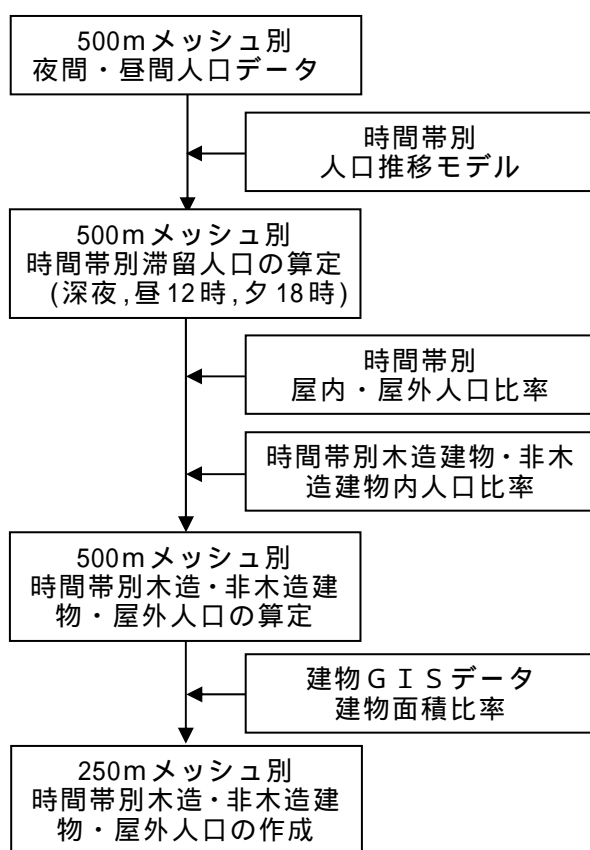 500mメッシュ別
夜間・昼間人口データ
時間帯別
人口推移モデル
500mメッシュ別
時間帯別滞留人口の算定
(深夜,昼12時,夕18時)
時間帯別
屋内・屋外人口比率
時間帯別木造建物・非木
造建物内人口比率
500mメッシュ別
時間帯別木造・非木造建
物・屋外人口の算定
建物ＧＩＳデータ
建物面積比率
250mメッシュ別
時間帯別木造・非木造建
物・屋外人口の作成